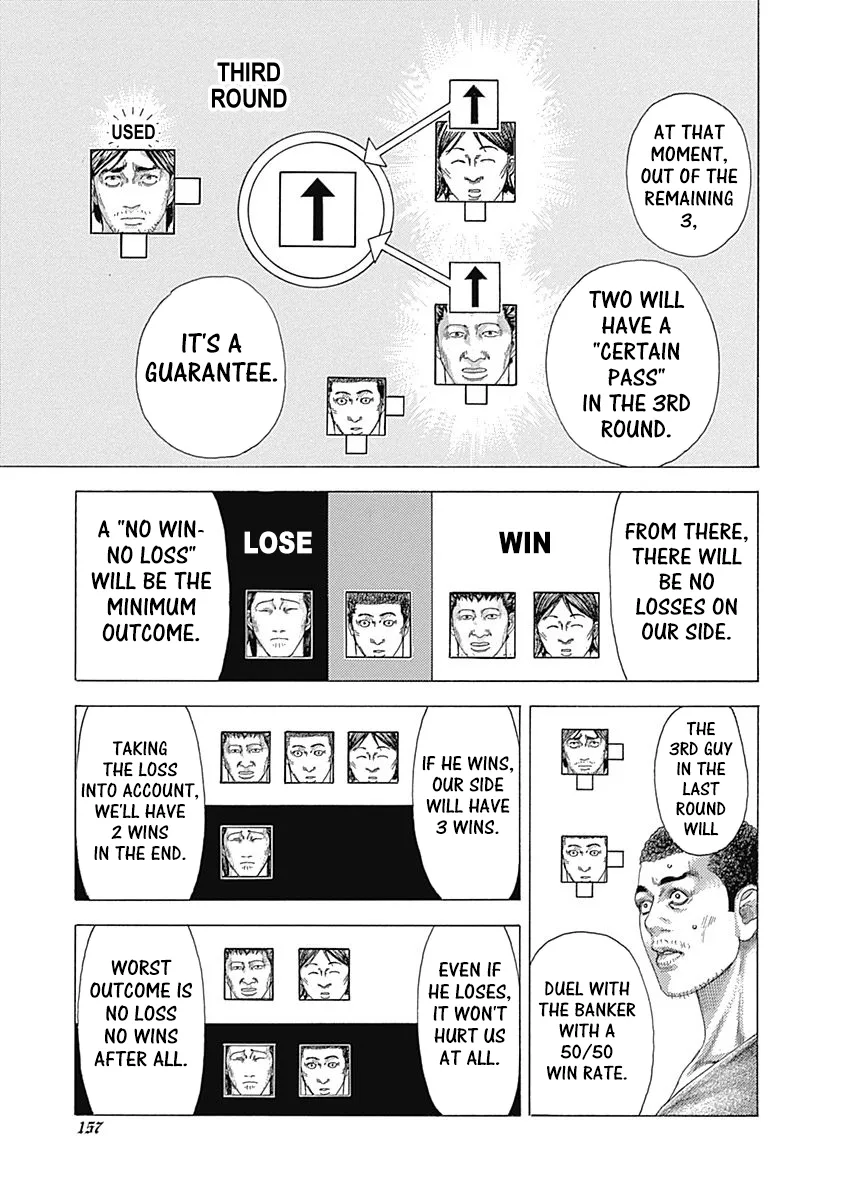 THIRD
ROUND
USED
AT THAT
MOMENT,
OUT OF THE
REMAINING
3,
TWO WILL
HAVE A
"CERTAIN
PASS"
IN THE 3RD
ROUND.
IT'S A
GUARANTEE.
FROM THERE,
THERE WILL
BE NO
LOSSES ON
OUR SIDE.
WIN
LOSE
A "NO WIN-
NO LOSS"
WILL BE THE
MINIMUM
OUTCOME.
THE
3RD GUY
IN THE
LAST
ROUND WILL
DUEL WITH
THE BANKER
WITH A
50/50
WIN RATE.
IF HE WINS,
OUR SIDE
WILL HAVE
3 WINS.
TAKING
THE LOSS
INTO ACCOUNT,
WE'LL HAVE
2 WINS
IN THE END.
EVEN IF
HE LOSES,
IT WON'T
HURT US
AT ALL.
WORST
OUTCOME IS
NO LOSS
NO WINS
AFTER ALL.
157